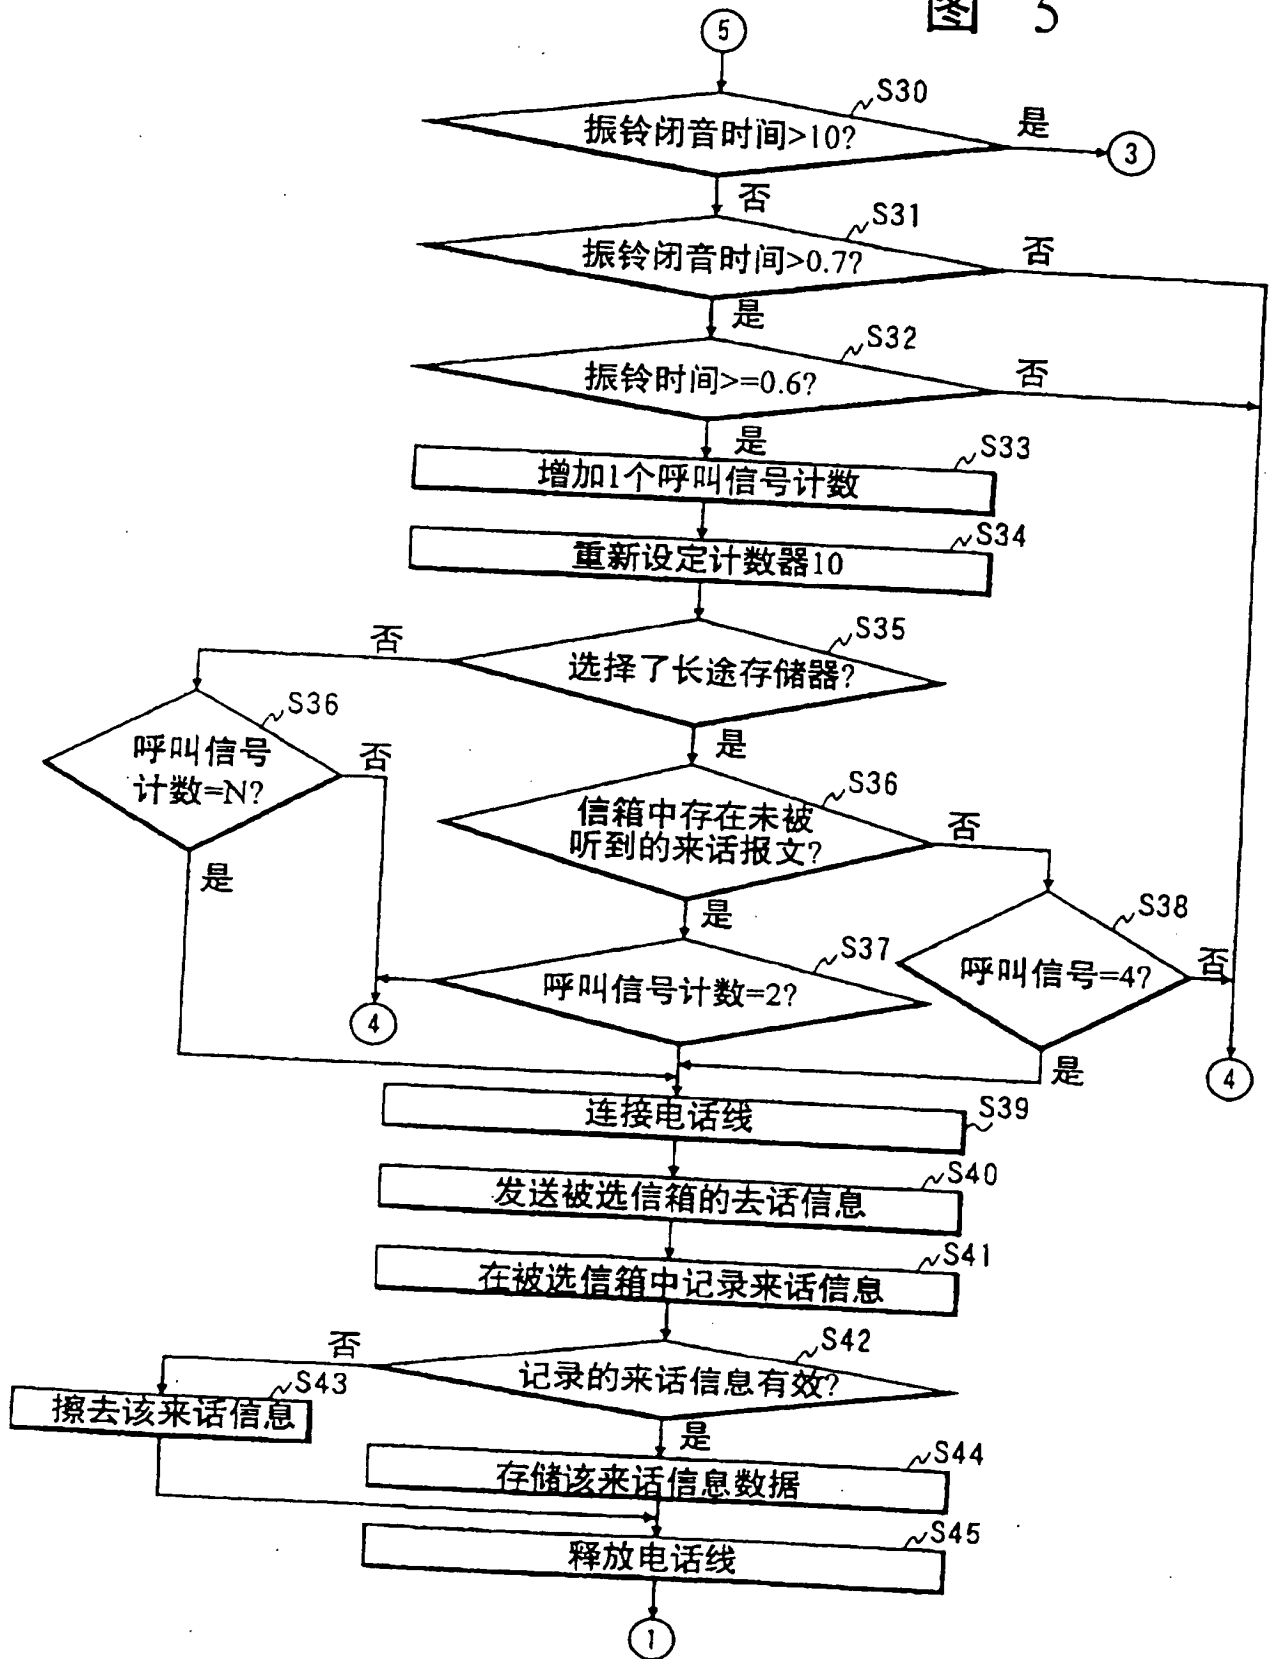 图 5
5
S30
振铃闭音时间>10?
是
3
否
S31
振铃闭音时间>0.7?
否
是
S32
振铃时间>=0.6?
否
是
S33
增加1个呼叫信号计数
S34
重新设定计数器10
S35
选择了长途存储器?
否
是
S36
呼叫信号
计数=N?
否
是
S36
信箱中存在未被
听到的来话报文?
否
是
S38
呼叫信号=4?
否
是
S37
呼叫信号计数=2?
4
4
S39
连接电话线
S40
发送被选信箱的去话信息
S41
在被选信箱中记录来话信息
S42
记录的来话信息有效?
否
是
S43
擦去该来话信息
S44
存储该来话信息数据
S45
释放电话线
1